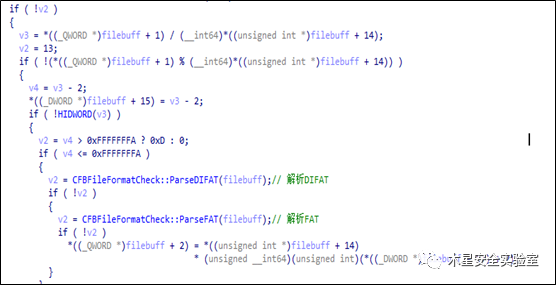 if ( !v2 )
{
v3 = *((_QWORD *)filebuff + 1) / (__int64)*((unsigned int *)filebuff + 14);
v2 = 13;
if ( !(*((_QWORD *)filebuff + 1) % (__int64)*((unsigned int *)filebuff + 14)) )
{
v4 = v3 - 2;
*((_DWORD *)filebuff + 15) = v3 - 2;
if ( !HIDWORD(v3) )
{
v2 = v4 > 0xFFFFFFFA ? 0xD : 0;
if ( v4 <= 0xFFFFFFFA )
{
v2 = CFBFileFormatCheck::ParseDIFAT(filebuff);// 解析DIFAT
if ( !v2 )
{
v2 = CFBFileFormatCheck::ParseFAT(filebuff);// 解析FAT
if ( !v2 )
*((_QWORD *)filebuff + 2) = *((unsigned int *)filebuff + 14)
* (unsigned __int64)(unsigned int)(*((_DWORD *)
}
}
木星安全实验室